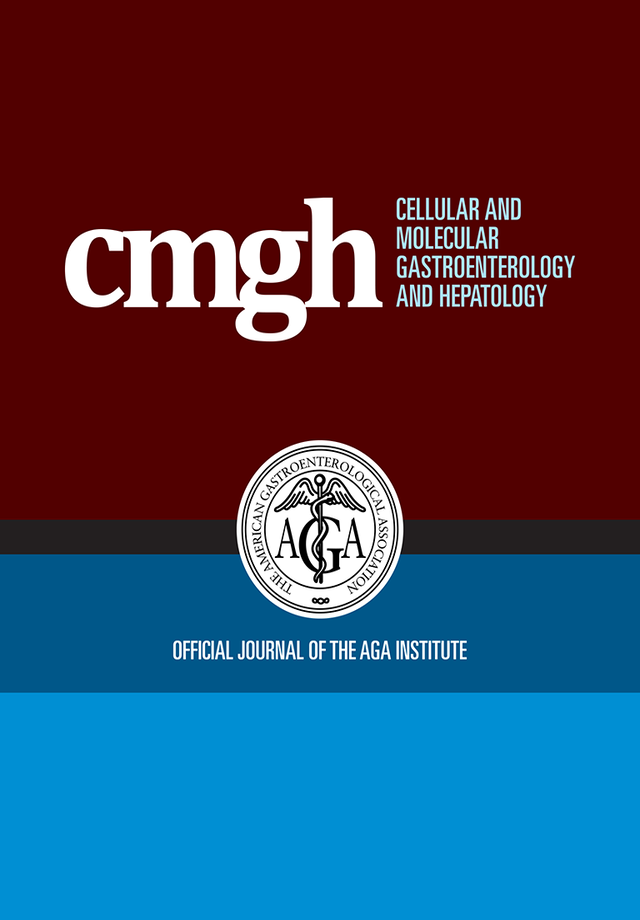 cmgh
CELLULAR AND
MOLECULAR
GASTROENTEROLOGY
AND HEPATOLOGY
THE AMERICAN GASTROENTEROLOGICAL ASSOCIATION
AGA
OFFICIAL JOURNAL OF THE AGA INSTITUTE